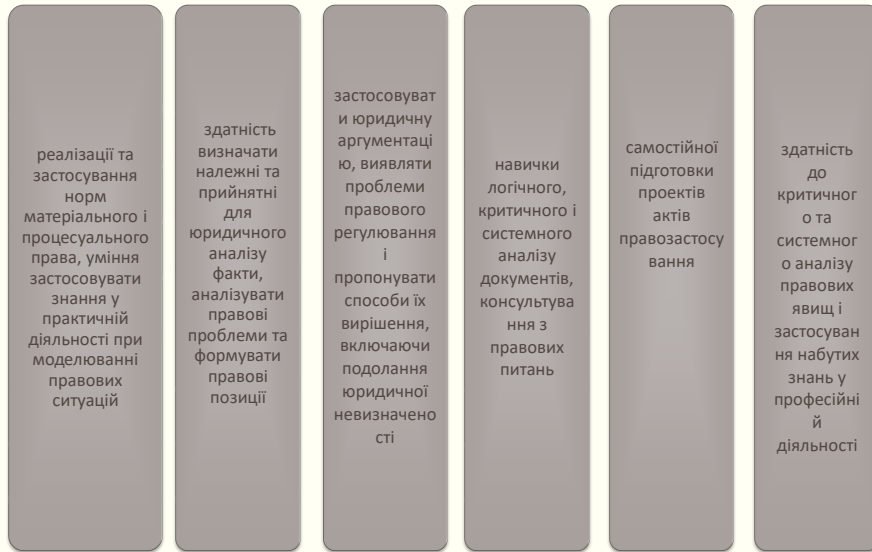 реалізації та
застосування
норм
матеріального і
процесуального
права, уміння
застосовувати
знання у
практичній
діяльності при
моделюванні
правових
ситуацій
здатність
визначати
належні та
прийнятні
для
юридичного
аналізу
факти,
аналізувати
правові
проблеми та
формувати
правові
позиції
застосовуват
и юридичну
аргументаці
ю, виявляти
проблеми
правового
регулювання
і
пропонувати
способи їх
вирішення,
включаючи
подолання
юридичної
невизначено
сті
навички
логічного,
критичного і
системного
аналізу
документів,
консультува
ння з
правових
питань
самостійної
підготовки
проектів
актів
правозастосу
вання
здатність
до
критичног
о та
системног
о аналізу
правових
явищ і
застосуван
ня набутих
знань у
професійні
й
діяльності